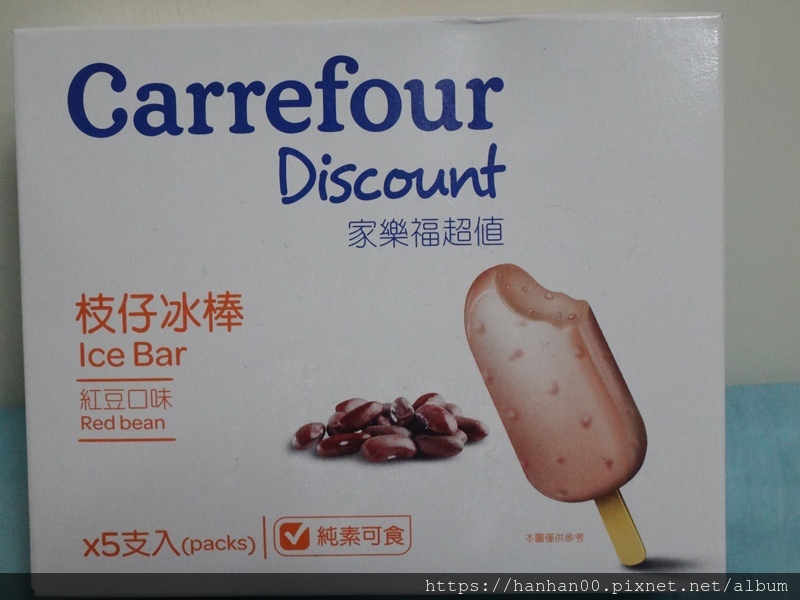 Carrefour
Discount
家樂福超值
枝仔冰棒
Ice Bar
紅豆口味
Red bean
x5支入(packs)
純素可食
本圖僅供參考
https://hanhan00.pixnet.net/album